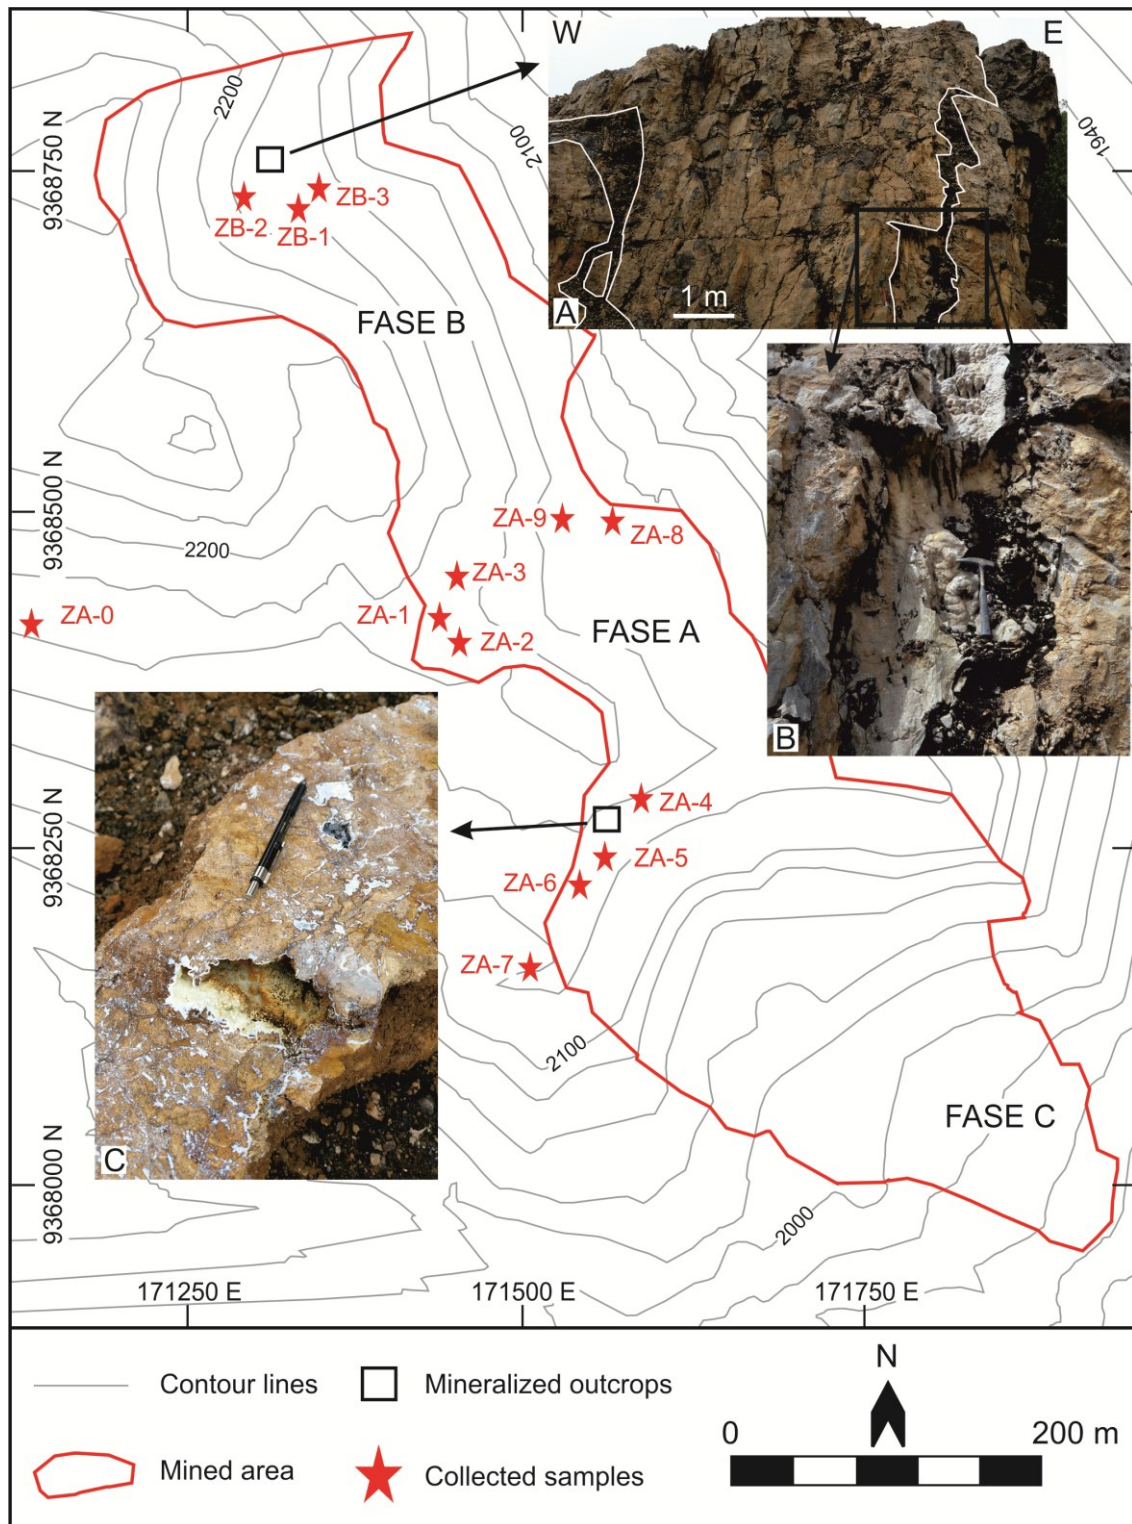 W E
2200
2100
1940
9368750 N
ZB-3
ZB-2
ZB-1
A
1 m
FASE B
9368500 N
2200
ZA-9
ZA-8
ZA-3
ZA-0
ZA-1
ZA-2
FASE A
B
ZA-4
9368250 N
ZA-5
ZA-6
ZA-7
2100
FASE C
C
9368000 N
2000
171250 E
171500 E
171750 E
Contour lines
Mineralized outcrops
N
0 200 m
Mined area
Collected samples